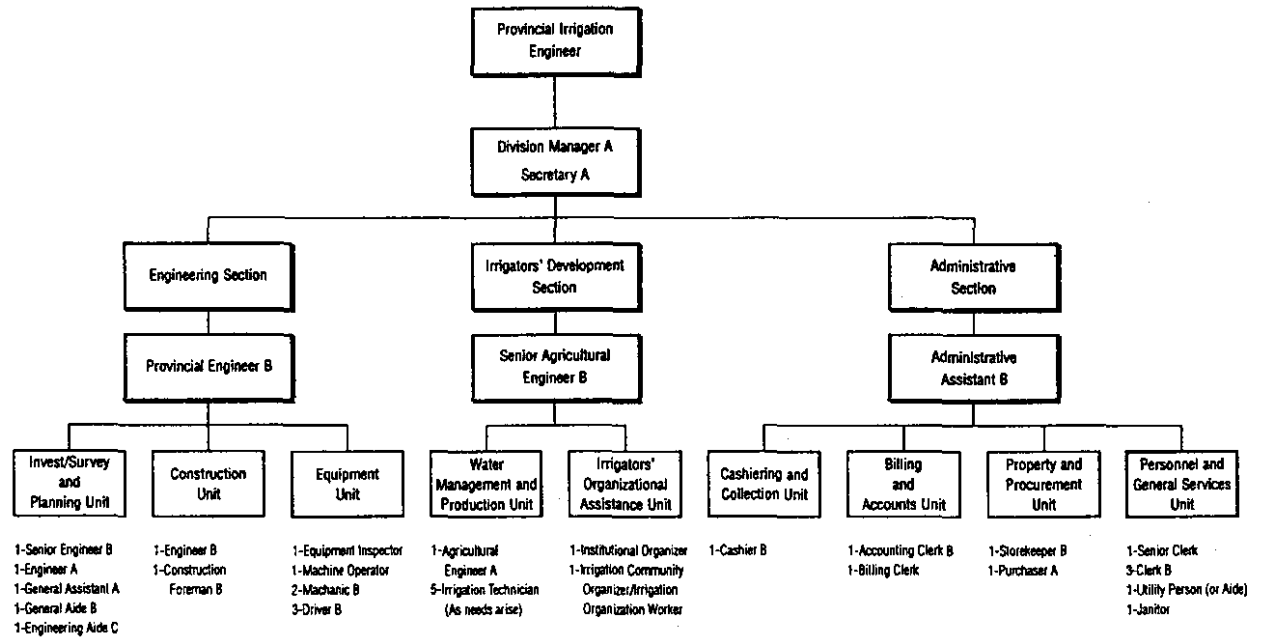 Provincial Irrigation
Engineer
Division Manager A
Secretary A
Engineering Section
Irrigators' Development
Section
Administrative
Section
Provincial Engineer B
Senior Agricultural
Engineer B
Administrative
Assistant B
Invest/Survey
and
Planning Unit
Construction
Unit
Equipment
Unit
Water
Management and
Production Unit
Irrigators'
Organizational
Assistance Unit
Cashiering and
Collection Unit
Billing
and
Accounts Unit
Property and
Procurement
Unit
Personnel and
General Services
Unit
1-Senior Engineer B
1-Engineer A
1-General Assistant A
1-General Aide B
1-Engineering Aide C
1-Engineer B
1-Construction
Foreman B
1-Equipment Inspector
1-Machine Operator
2-Machanic B
3-Driver B
1-Agricultural
Engineer A
5-Irrigation Technician
(As needs arise)
1-Institutional Organizer
1-Irrigation Community
Organizer/Irrigation
Organization Worker
1-Cashier B
1-Accounting Clerk B
1-Billing Clerk
1-Storekeeper B
1-Purchaser A
1-Senior Clerk
3-Clerk B
1-Utility Person (or Aide)
1-Janitor